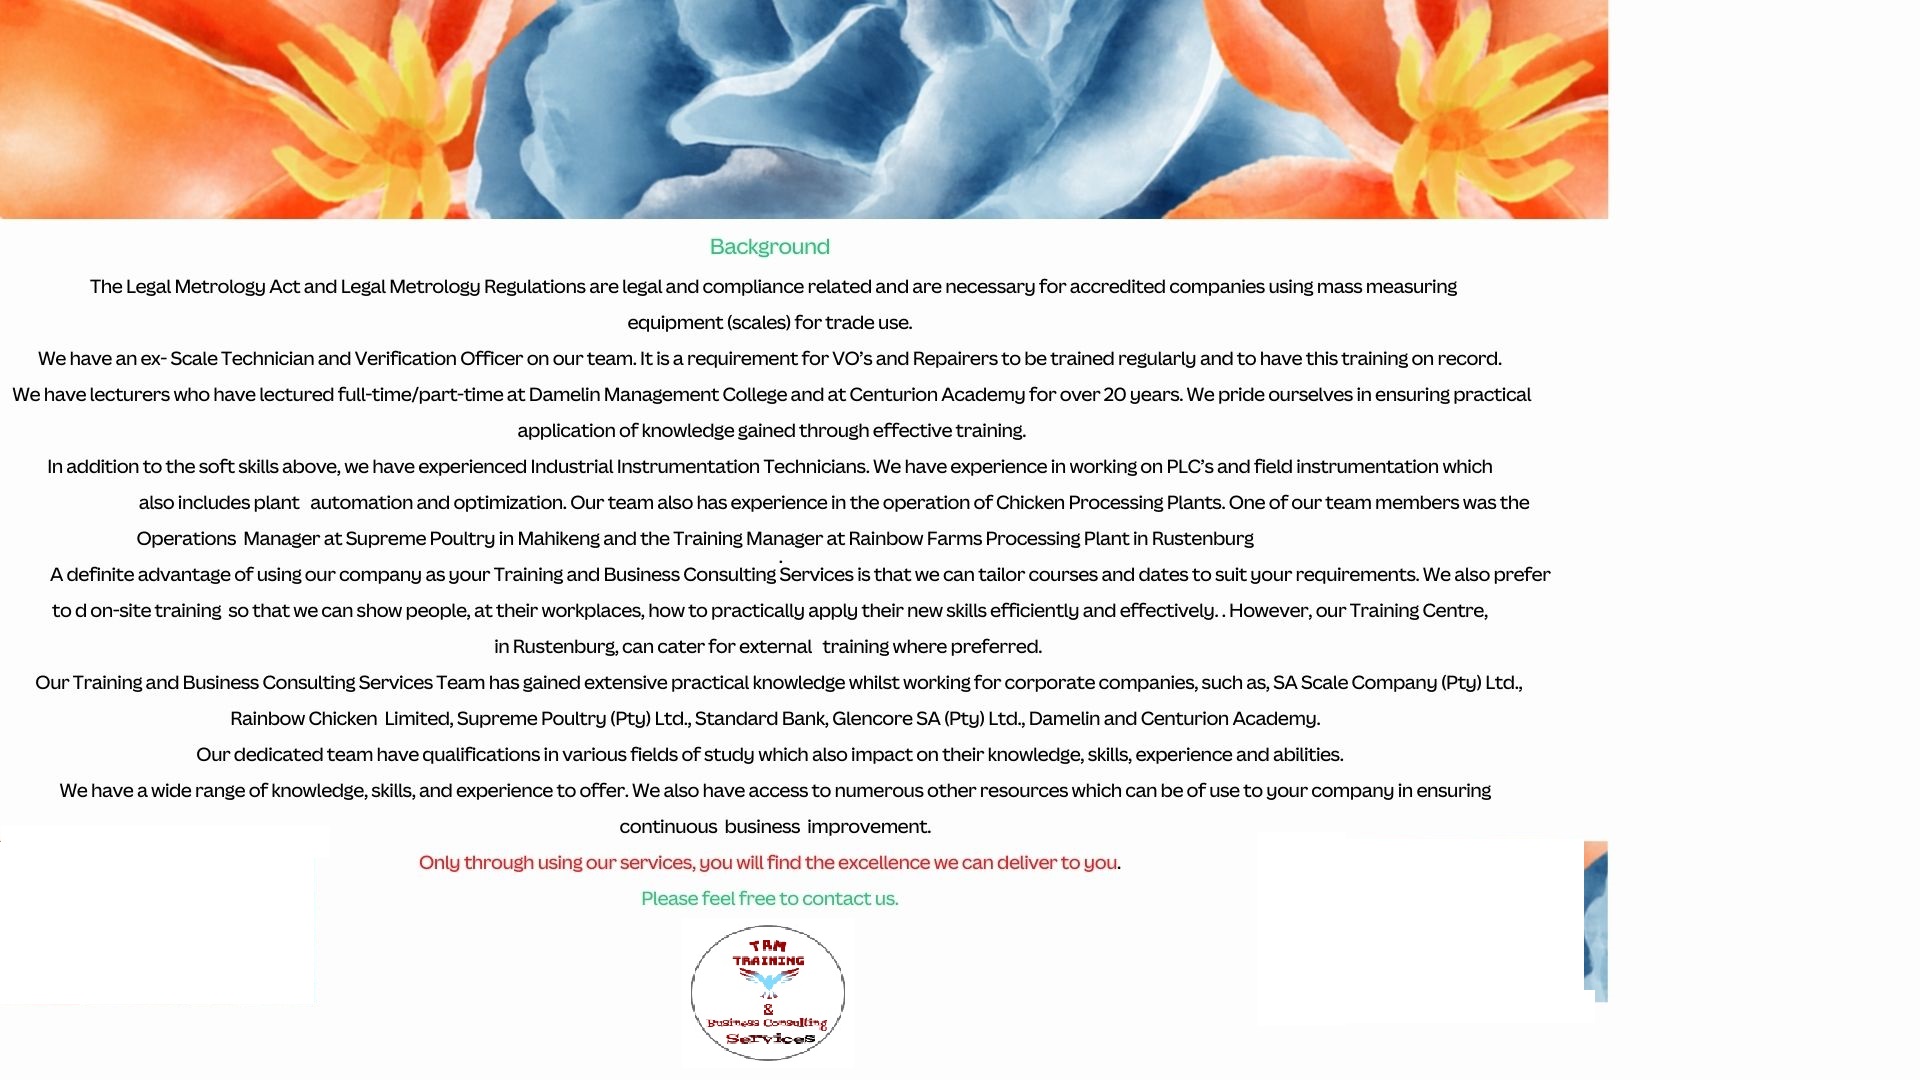 Background
The Legal Metrology Act and Legal Metrology Regulations are legal and compliance related and are necessary for accredited companies using mass measuring
equipment (scales) for trade use.
We have an ex- Scale Technician and Verification Officer on our team. It is a requirement for VO's and Repairers to be trained regularly and to have this training on record.
We have lecturers who have lectured full-time/part-time at Damelin Management College and at Centurion Academy for over 20 years. We pride ourselves in ensuring practical
application of knowledge gained through effective training.
In addition to the soft skills above, we have experienced Industrial Instrumentation Technicians. We have experience in working on PLC's and field instrumentation which
also includes plant automation and optimization. Our team also has experience in the operation of Chicken Processing Plants. One of our team members was the
Operations Manager at Supreme Poultry in Mahikeng and the Training Manager at Rainbow Farms Processing Plant in Rustenburg
.
A definite advantage of using our company as your Training and Business Consulting Services is that we can tailor courses and dates to suit your requirements. We also prefer
to d on-site training so that we can show people, at their workplaces, how to practically apply their new skills efficiently and effectively. . However, our Training Centre,
in Rustenburg, can cater for external training where preferred.
Our Training and Business Consulting Services Team has gained extensive practical knowledge whilst working for corporate companies, such as, SA Scale Company (Pty) Ltd.,
Rainbow Chicken Limited, Supreme Poultry (Pty) Ltd., Standard Bank, Glencore SA (Pty) Ltd., Damelin and Centurion Academy.
Our dedicated team have qualifications in various fields of study which also impact on their knowledge, skills, experience and abilities.
We have a wide range of knowledge, skills, and experience to offer. We also have access to numerous other resources which can be of use to your company in ensuring
continuous business improvement.
Only through using our services, you will find the excellence we can deliver to you.
Please feel free to contact us.
TRM
TRAINING
&
Business Consulting
Services